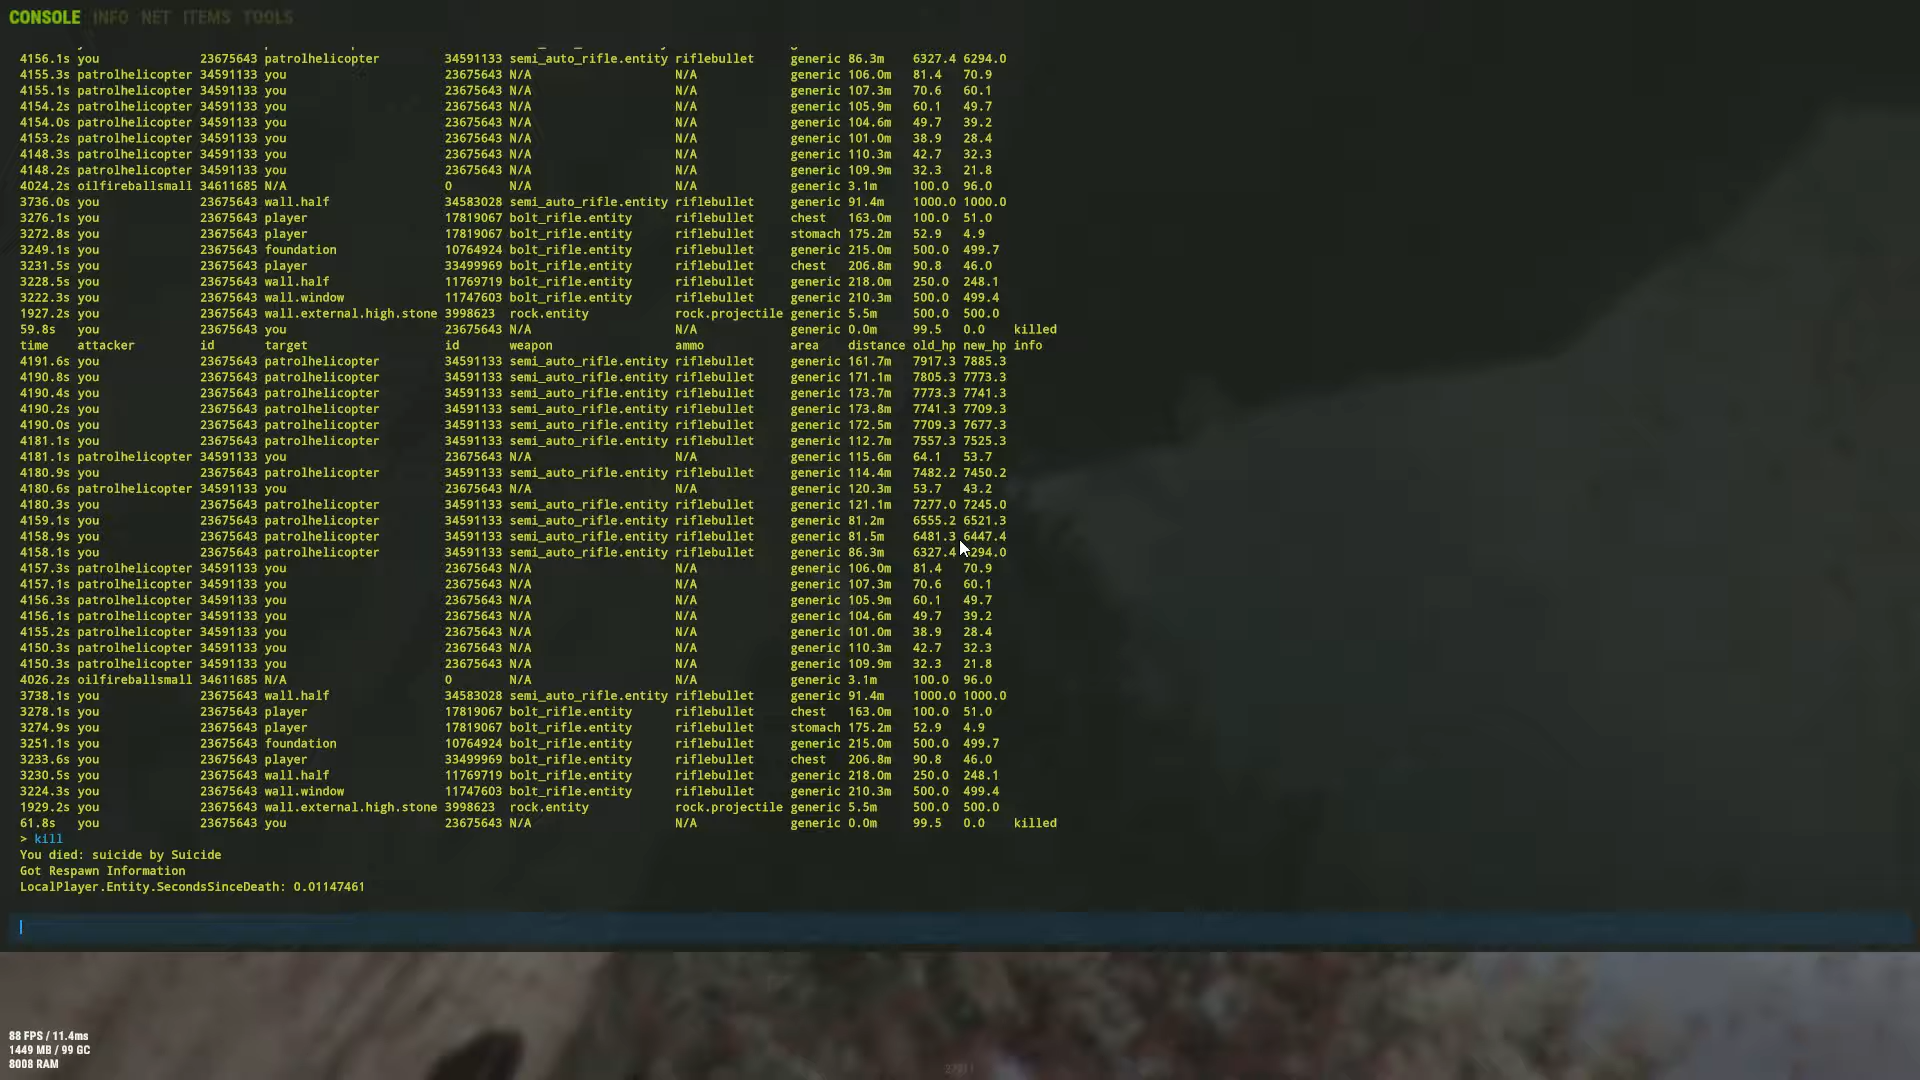 CONSOLE INFO NET ITEMS TOOLS
4156.1s you 23675643 patrolhelicopter 34591133 semi_auto_rifle.entity riflebullet generic 86.3m 6327.4 6294.0
4155.3s patrolhelicopter 34591133 you 23675643 N/A N/A generic 106.0m 81.4 70.9
4155.1s patrolhelicopter 34591133 you 23675643 N/A N/A generic 107.3m 70.6 60.1
4154.2s patrolhelicopter 34591133 you 23675643 N/A N/A generic 105.9m 60.1 49.7
4154.0s patrolhelicopter 34591133 you 23675643 N/A N/A generic 104.6m 49.7 39.2
4153.2s patrolhelicopter 34591133 you 23675643 N/A N/A generic 101.0m 38.9 28.4
4148.3s patrolhelicopter 34591133 you 23675643 N/A N/A generic 110.3m 42.7 32.3
4148.2s patrolhelicopter 34591133 you 23675643 N/A N/A generic 109.9m 32.3 21.8
4024.2s oilfireballsmall 34611685 N/A 0 N/A N/A generic 3.1m 100.0 96.0
3736.0s you 23675643 wall.half 34583028 semi_auto_rifle.entity riflebullet generic 91.4m 1000.0 1000.0
3276.1s you 23675643 player 17819067 bolt_rifle.entity riflebullet chest 163.0m 100.0 51.0
3272.8s you 23675643 player 17819067 bolt_rifle.entity riflebullet stomach 175.2m 52.9 4.9
3249.1s you 23675643 foundation 10764924 bolt_rifle.entity riflebullet generic 215.0m 500.0 499.7
3231.5s you 23675643 player 33499969 bolt_rifle.entity riflebullet chest 206.8m 90.8 46.0
3228.5s you 23675643 wall.half 11769719 bolt_rifle.entity riflebullet generic 218.0m 250.0 248.1
3222.3s you 23675643 wall.window 11747603 bolt_rifle.entity riflebullet generic 210.3m 500.0 499.4
1927.2s you 23675643 wall.external.high.stone 3998623 rock.entity rock.projectile generic 5.5m 500.0 500.0
59.8s you 23675643 you 23675643 N/A N/A generic 0.0m 99.5 0.0 killed
time attacker id target id weapon ammo area distance old_hp new_hp info
4191.6s you 23675643 patrolhelicopter 34591133 semi_auto_rifle.entity riflebullet generic 161.7m 7917.3 7885.3
4190.8s you 23675643 patrolhelicopter 34591133 semi_auto_rifle.entity riflebullet generic 171.1m 7805.3 7773.3
4190.4s you 23675643 patrolhelicopter 34591133 semi_auto_rifle.entity riflebullet generic 173.7m 7773.3 7741.3
4190.2s you 23675643 patrolhelicopter 34591133 semi_auto_rifle.entity riflebullet generic 173.8m 7741.3 7709.3
4190.0s you 23675643 patrolhelicopter 34591133 semi_auto_rifle.entity riflebullet generic 172.5m 7709.3 7677.3
4181.1s you 23675643 patrolhelicopter 34591133 semi_auto_rifle.entity riflebullet generic 112.7m 7557.3 7525.3
4181.1s patrolhelicopter 34591133 you 23675643 N/A N/A generic 115.6m 64.1 53.7
4180.9s you 23675643 patrolhelicopter 34591133 semi_auto_rifle.entity riflebullet generic 114.4m 7482.2 7450.2
4180.6s patrolhelicopter 34591133 you 23675643 N/A N/A generic 120.3m 53.7 43.2
4180.3s you 23675643 patrolhelicopter 34591133 semi_auto_rifle.entity riflebullet generic 121.1m 7277.0 7245.0
4159.1s you 23675643 patrolhelicopter 34591133 semi_auto_rifle.entity riflebullet generic 81.2m 6555.2 6521.3
4158.9s you 23675643 patrolhelicopter 34591133 semi_auto_rifle.entity riflebullet generic 81.5m 6481.3 6447.4
4158.1s you 23675643 patrolhelicopter 34591133 semi_auto_rifle.entity riflebullet generic 86.3m 6327.4 294.0
4157.3s patrolhelicopter 34591133 you 23675643 N/A N/A generic 106.0m 81.4 70.9
4157.1s patrolhelicopter 34591133 you 23675643 N/A N/A generic 107.3m 70.6 60.1
4156.3s patrolhelicopter 34591133 you 23675643 N/A N/A generic 105.9m 60.1 49.7
4156.1s patrolhelicopter 34591133 you 23675643 N/A N/A generic 104.6m 49.7 39.2
4155.2s patrolhelicopter 34591133 you 23675643 N/A N/A generic 101.0m 38.9 28.4
4150.3s patrolhelicopter 34591133 you 23675643 N/A N/A generic 110.3m 42.7 32.3
4150.3s patrolhelicopter 34591133 you 23675643 N/A N/A generic 109.9m 32.3 21.8
4026.2s oilfireballsmall 34611685 N/A 0 N/A N/A generic 3.1m 100.0 96.0
3738.1s you 23675643 wall.half 34583028 semi_auto_rifle.entity riflebullet generic 91.4m 1000.0 1000.0
3278.1s you 23675643 player 17819067 bolt_rifle.entity riflebullet chest 163.0m 100.0 51.0
3274.9s you 23675643 player 17819067 bolt_rifle.entity riflebullet stomach 175.2m 52.9 4.9
3251.1s you 23675643 foundation 10764924 bolt_rifle.entity riflebullet generic 215.0m 500.0 499.7
3233.6s you 23675643 player 33499969 bolt_rifle.entity riflebullet chest 206.8m 90.8 46.0
3230.5s you 23675643 wall.half 11769719 bolt_rifle.entity riflebullet generic 218.0m 250.0 248.1
3224.3s you 23675643 wall.window 11747603 bolt_rifle.entity riflebullet generic 210.3m 500.0 499.4
1929.2s you 23675643 wall.external.high.stone 3998623 rock.entity rock.projectile generic 5.5m 500.0 500.0
61.8s you 23675643 you 23675643 N/A N/A generic 0.0m 99.5 0.0 killed
> kill
You died: suicide by Suicide
Got Respawn Information
LocalPlayer.Entity.SecondsSinceDeath: 0.01147461
88 FPS / 11.4ms
1449 MB / 99 GC
8008 RAM